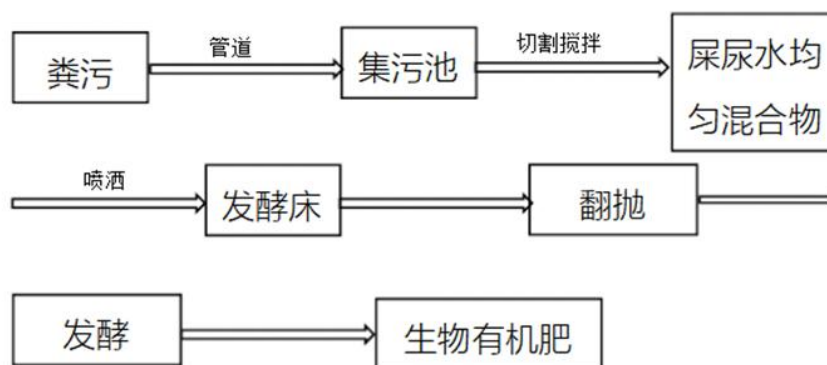 粪污
管道
集污池
切割搅拌
屎尿水均
匀混合物
喷洒
发酵床
翻抛
发酵
生物有机肥